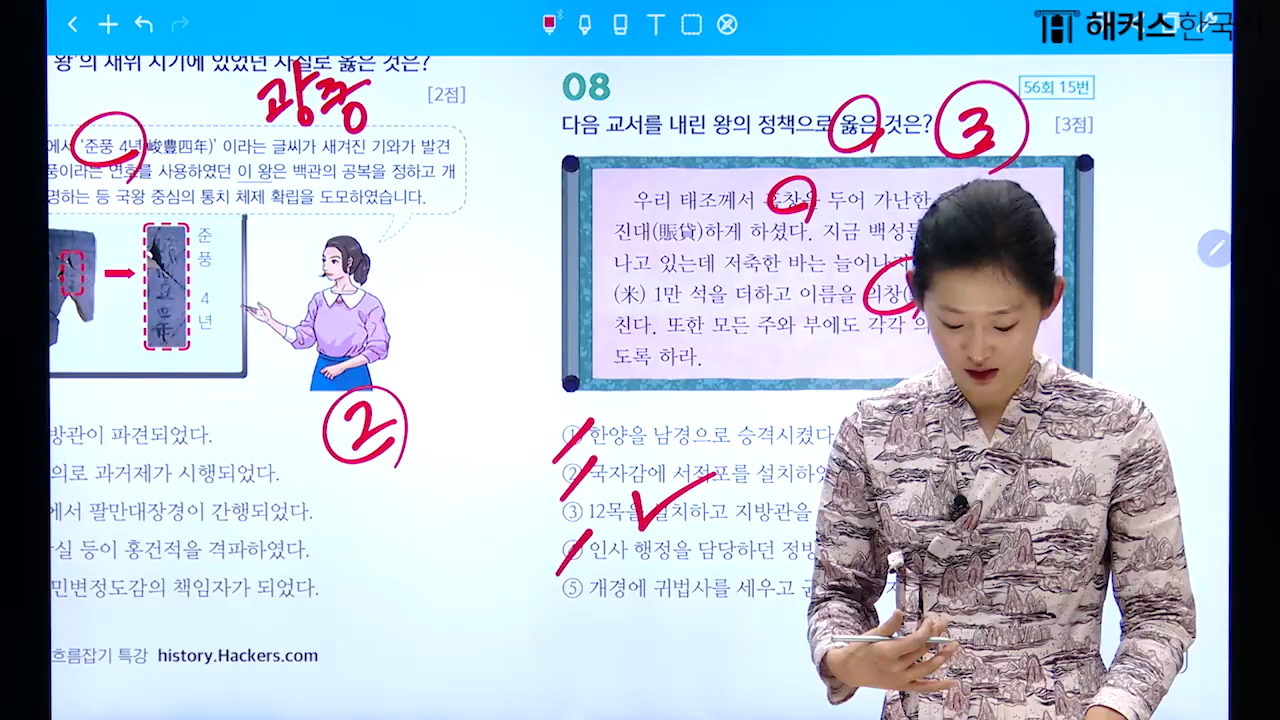 해커스한국
왕'의 재위 시기에 있었던 사실로 옳은 것은?
[2점]
광종
에서 '준풍 4년(峻豊四年)' 이라는 글씨가 새겨진 기와가 발견
풍이라는 연호를 사용하였던 이 왕은 백관의 공복을 정하고 개
명하는 등 국왕 중심의 통치 체제 확립을 도모하였습니다.
준
풍
4
년
②
방관이 파견되었다.
의로 과거제가 시행되었다.
에서 팔만대장경이 간행되었다.
실 등이 홍건적을 격파하였다.
민변정도감의 책임자가 되었다.
흐름잡기 특강 history.Hackers.com
08
56회 15번
다음 교서를 내린 왕의 정책으로 옳은 것은?
③
[3점]
우리 태조께서 흑창을 두어 가난한
진대(賑貸)하게 하셨다. 지금 백성들
나고 있는데 저축한 바는 늘어나지
(米) 1만 석을 더하고 이름을 의창(
친다. 또한 모든 주와 부에도 각각 의
도록 하라.
① 한양을 남경으로 승격시켰다
② 국자감에 서적포를 설치하였
③ 12목을 설치하고 지방관을
④ 인사 행정을 담당하던 정방
⑤ 개경에 귀법사를 세우고